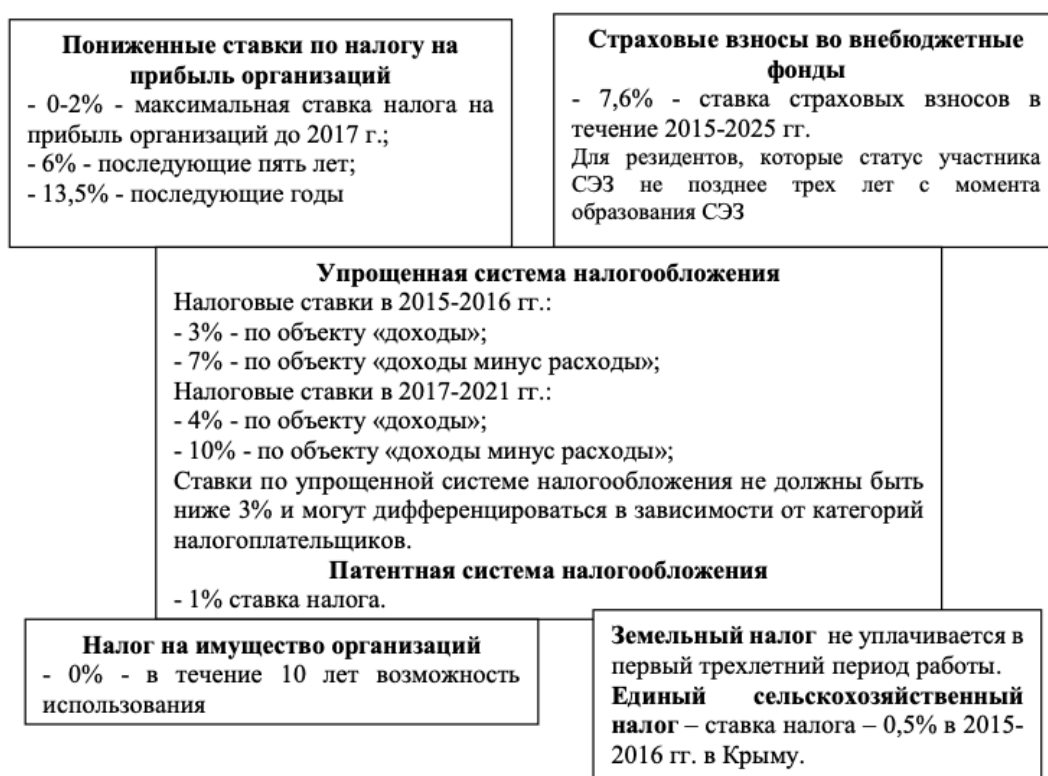 Пониженные ставки по налогу на
прибыль организаций
- 0-2% - максимальная ставка налога на
прибыль организаций до 2017 г.;
- 6% - последующие пять лет;
- 13,5% - последующие годы
Страховые взносы во внебюджетные
фонды
- 7,6% - ставка страховых взносов в
течение 2015-2025 гг.
Для резидентов, которые статус участника
СЭЗ не позднее трех лет с момента
образования СЭЗ
Упрощенная система налогообложения
Налоговые ставки в 2015-2016 гг.:
- 3% - по объекту «доходы»;
- 7% - по объекту «доходы минус расходы»;
Налоговые ставки в 2017-2021 гг.:
- 4% - по объекту «доходы»;
- 10% - по объекту «доходы минус расходы»;
Ставки по упрощенной системе налогообложения не должны быть
ниже 3% и могут дифференцироваться в зависимости от категорий
налогоплательщиков.
Патентная система налогообложения
- 1% ставка налога.
Налог на имущество организаций
- 0% - в течение 10 лет возможность
использования
Земельный налог не уплачивается в
первый трехлетний период работы.
Единый сельскохозяйственный
налог – ставка налога – 0,5% в 2015-
2016 гг. в Крыму.